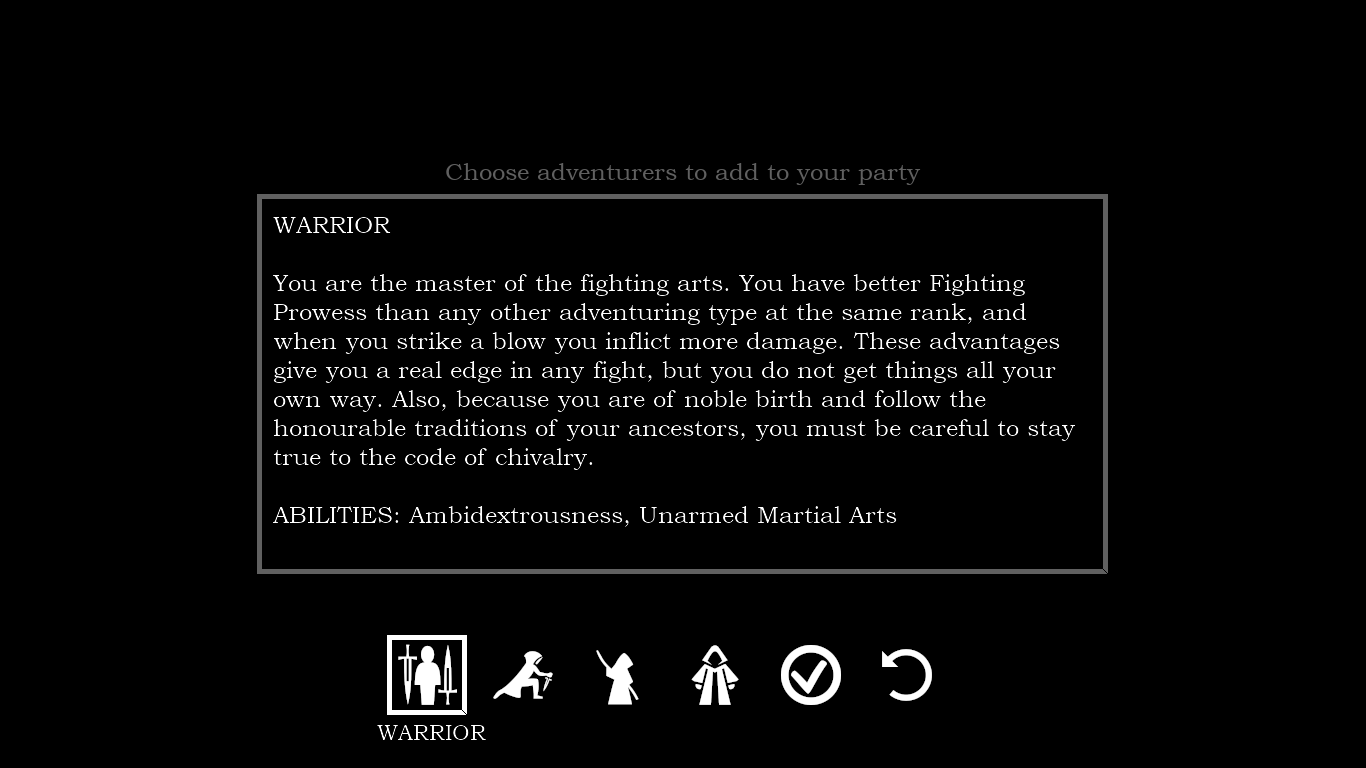 Choose adventurers to add to your party
WARRIOR
You are the master of the fighting arts. You have better Fighting
Prowess than any other adventuring type at the same rank, and
when you strike a blow you inflict more damage. These advantages
give you a real edge in any fight, but you do not get things all your
own way. Also, because you are of noble birth and follow the
honourable traditions of your ancestors, you must be careful to stay
true to the code of chivalry.
ABILITIES: Ambidextrousness, Unarmed Martial Arts
WARRIOR